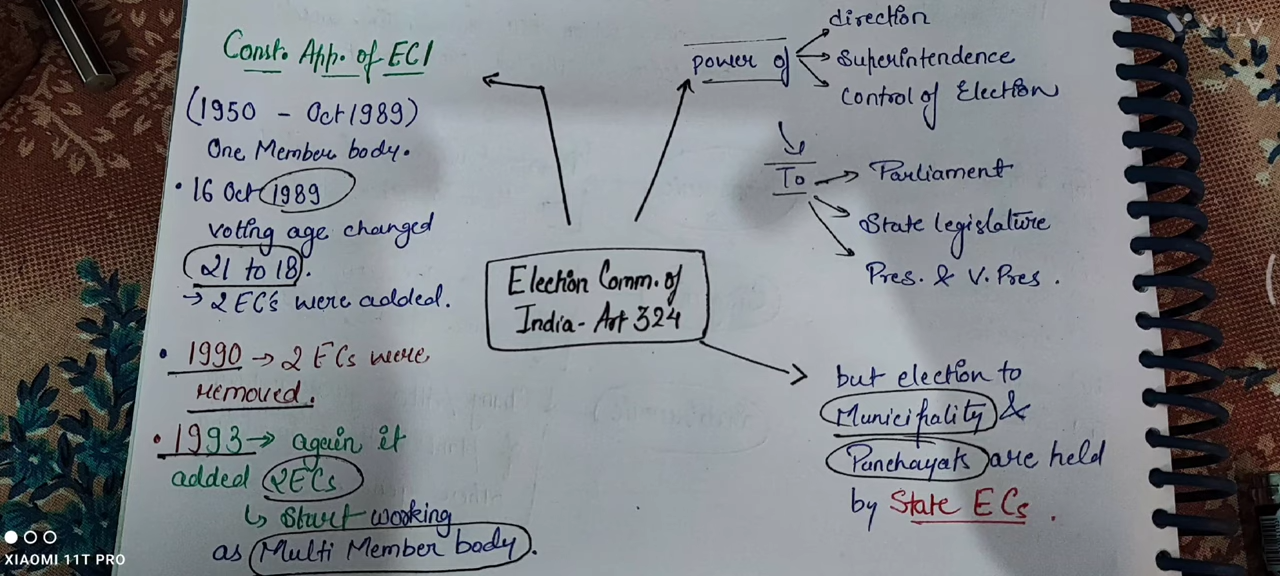 Const. App. of ECI
(1950 - Oct 1989)
One Member body.
• 16 Oct 1989
voting age changed
21 to 18.
→ 2 EC's were added.
• 1990 → 2 ECs were
removed.
• 1993 → again it
added 2ECs
↳ Start working
as Multi Member body.
power of
direction
Superintendence
Control of Election
To
Parliament
State legislature
Pres. & V. Pres.
Election Comm. of
India - Art 324
but election to
Municipality &
Panchayats are held
by State ECs.
XIAOMI 11T PRO